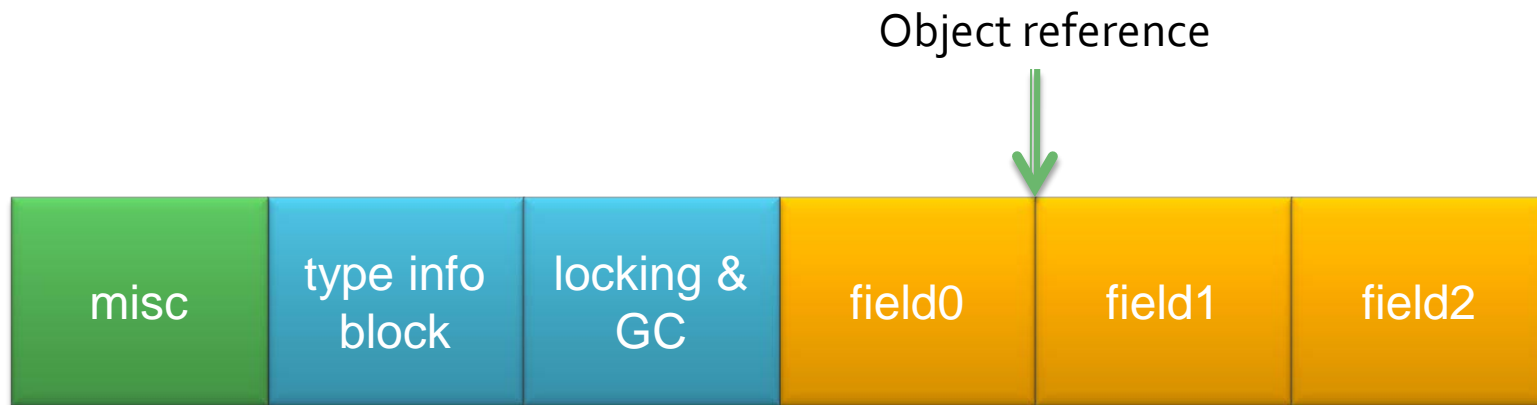 Object reference
misc
type info
block
locking &
GC
field0
field1
field2